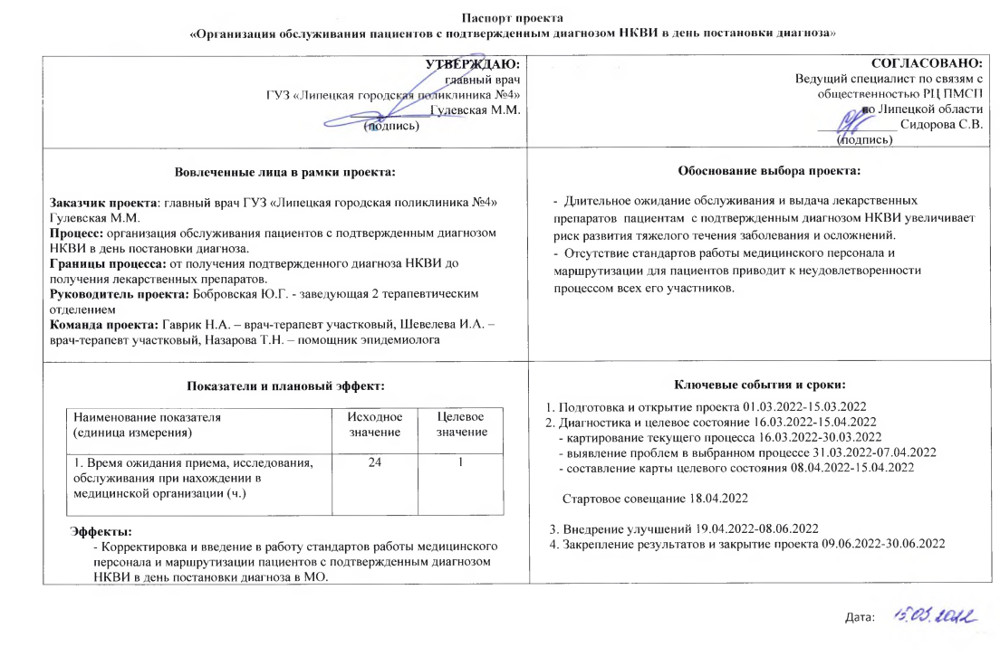 Паспорт проекта
«Организация обслуживания пациентов с подтвержденным диагнозом НКВИ в день постановки диагноза»
УТВЕРЖДАЮ:
главный врач
ГУЗ «Липецкая городская поликлиника №4»
____________ Гулевская М.М.
(подпись)
СОГЛАСОВАНО:
Ведущий специалист по связям с
общественностью РЦ ПМСП
по Липецкой области
____________ Сидорова С.В.
(подпись)
Вовлеченные лица в рамки проекта:
Заказчик проекта: главный врач ГУЗ «Липецкая городская поликлиника №4»
Гулевская М.М.
Процесс: организация обслуживания пациентов с подтвержденным диагнозом
НКВИ в день постановки диагноза.
Границы процесса: от получения подтвержденного диагноза НКВИ до
получения лекарственных препаратов.
Руководитель проекта: Бобровская Ю.Г. - заведующая 2 терапевтическим
отделением
Команда проекта: Гаврик Н.А. – врач-терапевт участковый, Шевелева И.А. –
врач-терапевт участковый, Назарова Т.Н. – помощник эпидемиолога
Обоснование выбора проекта:
- Длительное ожидание обслуживания и выдача лекарственных
препаратов пациентам с подтвержденным диагнозом НКВИ увеличивает
риск развития тяжелого течения заболевания и осложнений.
- Отсутствие стандартов работы медицинского персонала и
маршрутизации для пациентов приводит к неудовлетворенности
процессом всех его участников.
Показатели и плановый эффект:
Наименование показателя
(единица измерения)
Исходное
значение
Целевое
значение
1. Время ожидания приема, исследования,
обслуживания при нахождении в
медицинской организации (ч.)
24
1
Эффекты:
- Корректировка и введение в работу стандартов работы медицинского
персонала и маршрутизации пациентов с подтвержденным диагнозом
НКВИ в день постановки диагноза в МО.
Ключевые события и сроки:
1. Подготовка и открытие проекта 01.03.2022-15.03.2022
2. Диагностика и целевое состояние 16.03.2022-15.04.2022
- картирование текущего процесса 16.03.2022-30.03.2022
- выявление проблем в выбранном процессе 31.03.2022-07.04.2022
- составление карты целевого состояния 08.04.2022-15.04.2022
Стартовое совещание 18.04.2022
3. Внедрение улучшений 19.04.2022-08.06.2022
4. Закрепление результатов и закрытие проекта 09.06.2022-30.06.2022
Дата: 15.03.2022